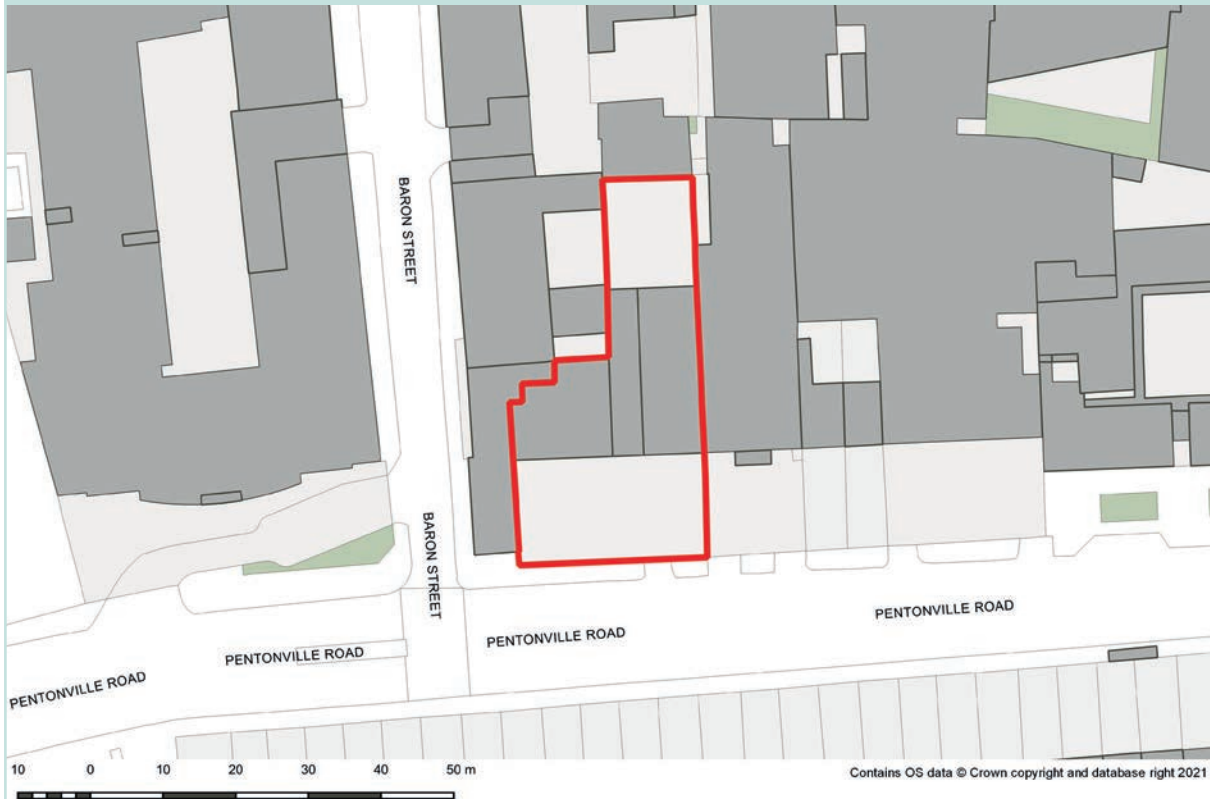 BARON STREET
BARON STREET
PENTONVILLE ROAD
PENTONVILLE ROAD
PENTONVILLE ROAD
PENTONVILLE ROAD
10 0 10 20 30 40 50 m
Contains OS data © Crown copyright and database right 2021